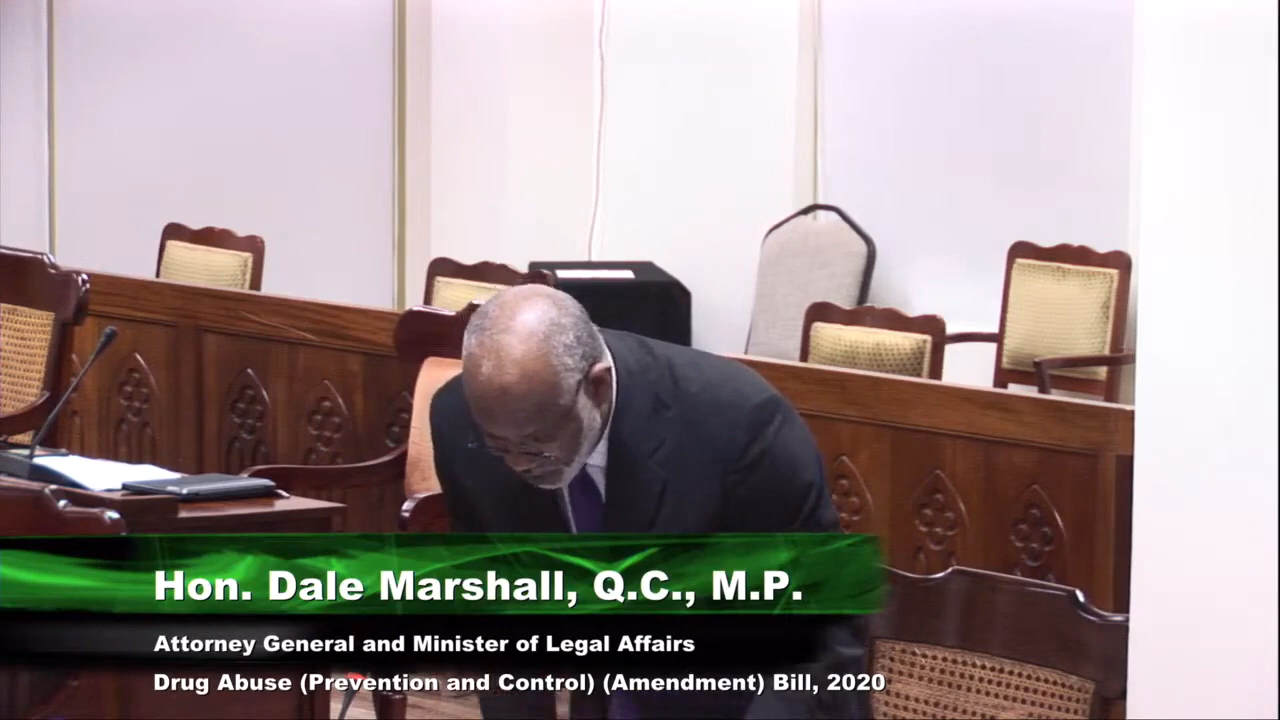 Hon. Dale Marshall, Q.C., M.P.
Attorney General and Minister of Legal Affairs
Drug Abuse (Prevention and Control) (Amendment) Bill, 2020